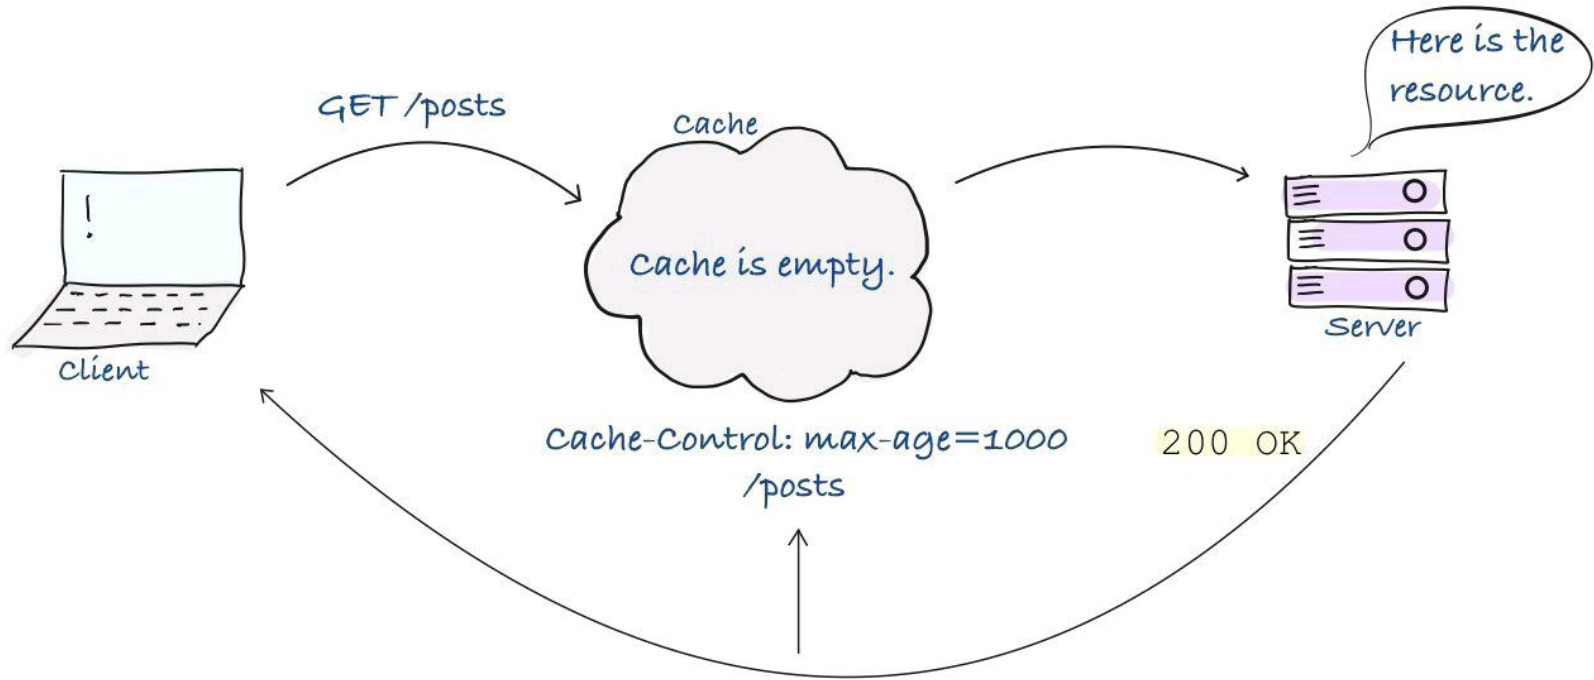 Here is the
resource.
GET /posts
Cache
!
Cache is empty.
Server
Client
Cache-Control: max-age=1000
/posts
200 OK